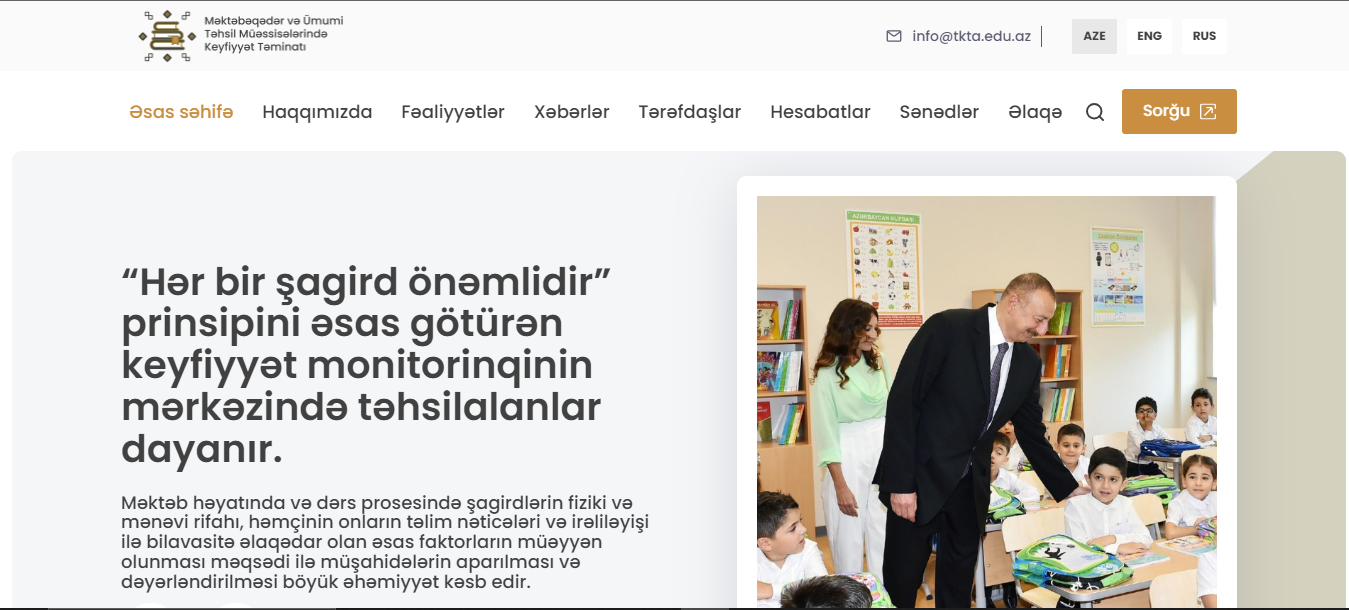 Məktəbəqədər və Ümumi
Təhsil Müəssisələrində
Keyfiyyət Təminatı
info@tkta.edu.az
AZE
ENG
RUS
Əsas səhifə
Haqqımızda
Fəaliyyətlər
Xəbərlər
Tərəfdaşlar
Hesabatlar
Sənədlər
Əlaqə
Sorğu
“Hər bir şagird önəmlidir”
prinsipini əsas götürən
keyfiyyət monitorinqinin
mərkəzində təhsilalanlar
dayanır.
Məktəb həyatında və dərs prosesində şagirdlərin fiziki və
mənəvi rifahı, həmçinin onların təlim nəticələri və irəliləyişi
ilə bilavasitə əlaqədar olan əsas faktorların müəyyən
olunması məqsədi ilə müşahidələrin aparılması və
dəyərləndirilməsi böyük əhəmiyyət kəsb edir.
AZƏRBAYCAN ƏLİFBASI